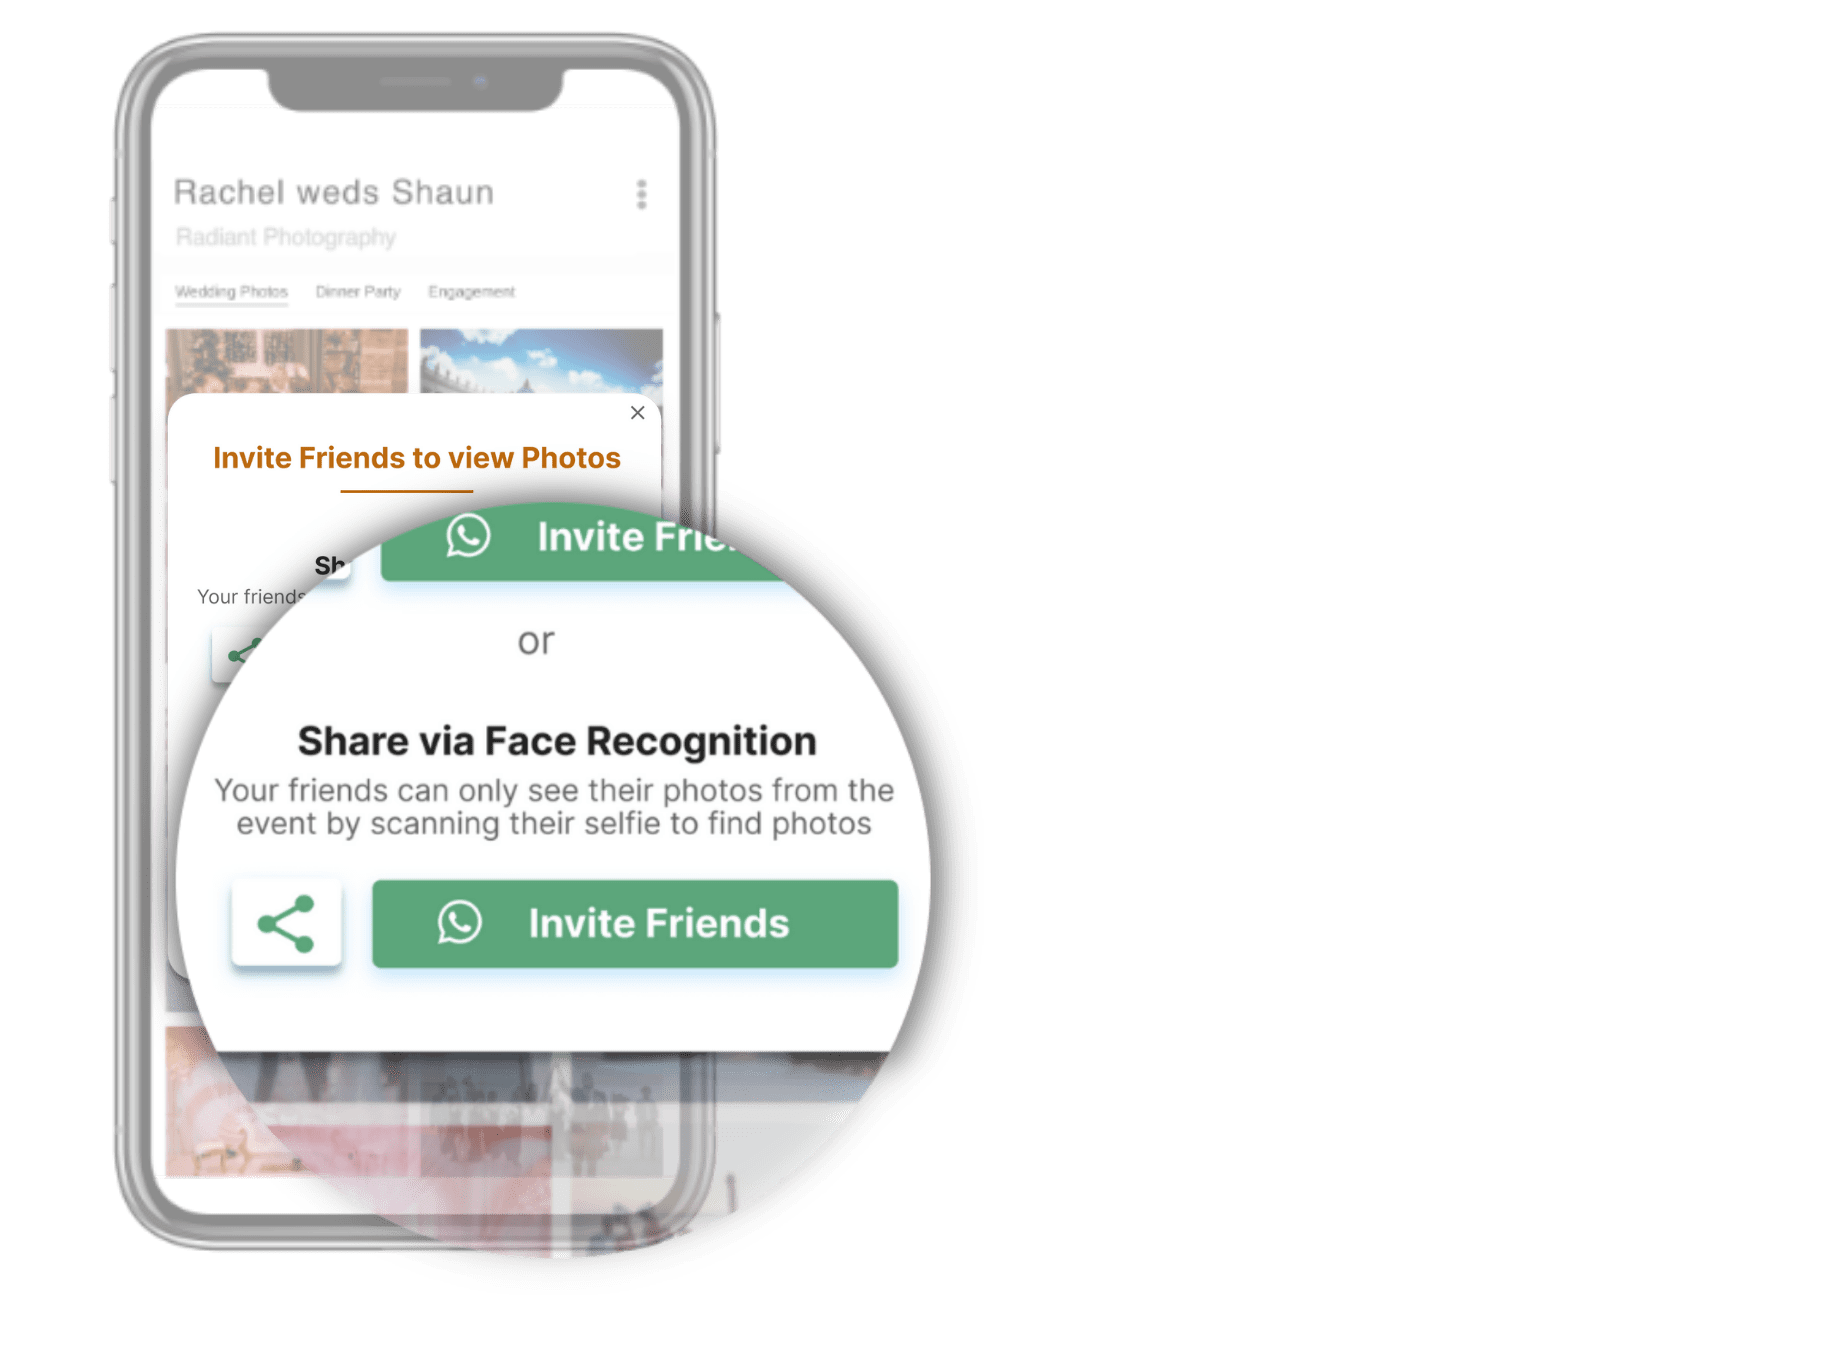 Rachel weds Shaun
Radiant Photography
Wedding Photos Dinner Party Engagement
Invite Friends to view Photos
Invite
Your friends
or
Share via Face Recognition
Your friends can only see their photos from the
event by scanning their selfie to find photos
Invite Friends